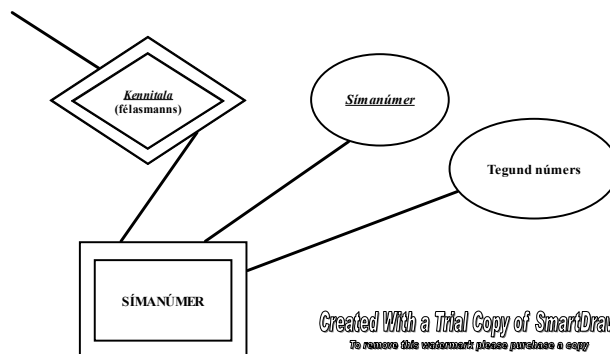 Kennitala
(félasmanns)
Símanúmer
Tegund númers
SÍMANÚMER
Created With a Trial Copy of SmartDraw
To remove this watermark please purchase a copy